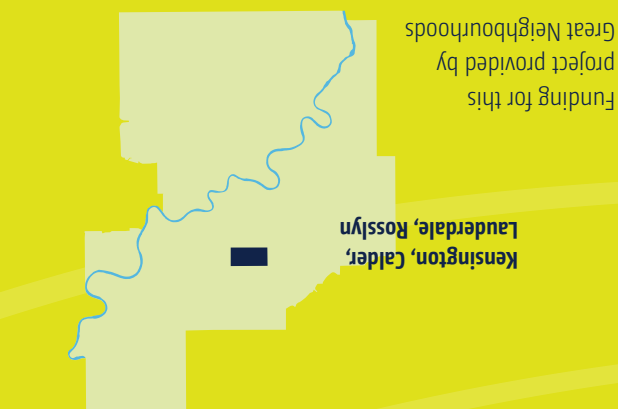 Kensington, Calder,
Lauderdale, Rosslyn
Funding for this
project provided by
Great Neighbourhoods